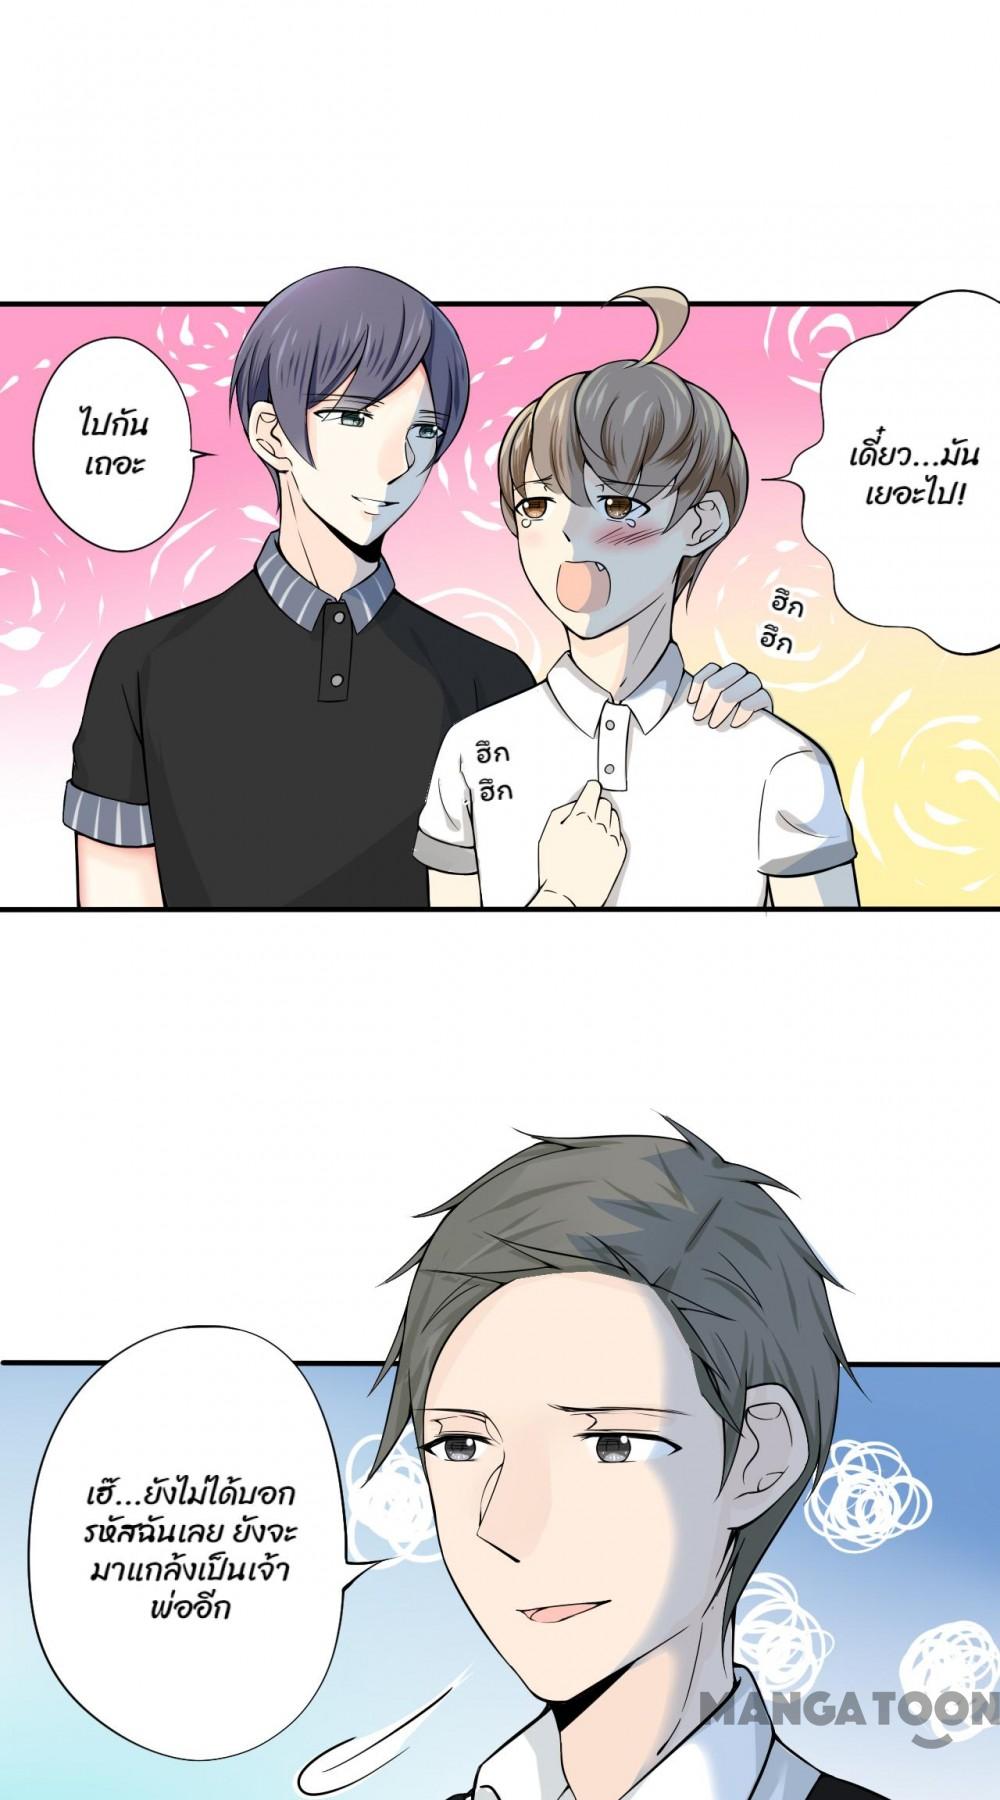 ไปกัน
เถอะ
เดี๋ยว...มัน
เยอะไป!
ฮึก
ฮึก
ฮึก
ฮึก
เฮ๊...ยังไม่ได้บอก
รหัสฉันเลย ยังจะ
มาแกล้งเป็นเจ้า
พ่ออีก
MANGATOON